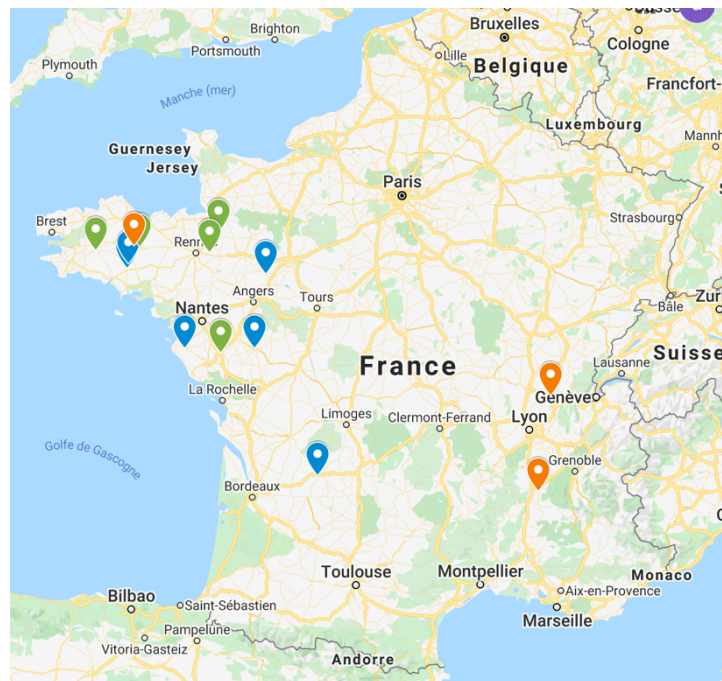 Brighton
Bruxelles
Portsmouth
Cologne
Plymouth
Lille
Belgique
Francfort-
Manche (mer)
Luxembourg
Mannh
Guernesey
Jersey
Paris
Brest
Strasbourg
Rennes
Angers
Tours
Bâle
Zur
Nantes
Suisse
France
Lausanne
La Rochelle
Genève
Limoges
Clermont-Ferrand
Lyon
Golfe de Gascogne
Grenoble
Bordeaux
Toulouse
Montpellier
Monaco
Bilbao
Saint-Sébastien
Aix-en-Provence
Marseille
Pampelune
Vitoria-Gasteiz
Andorre